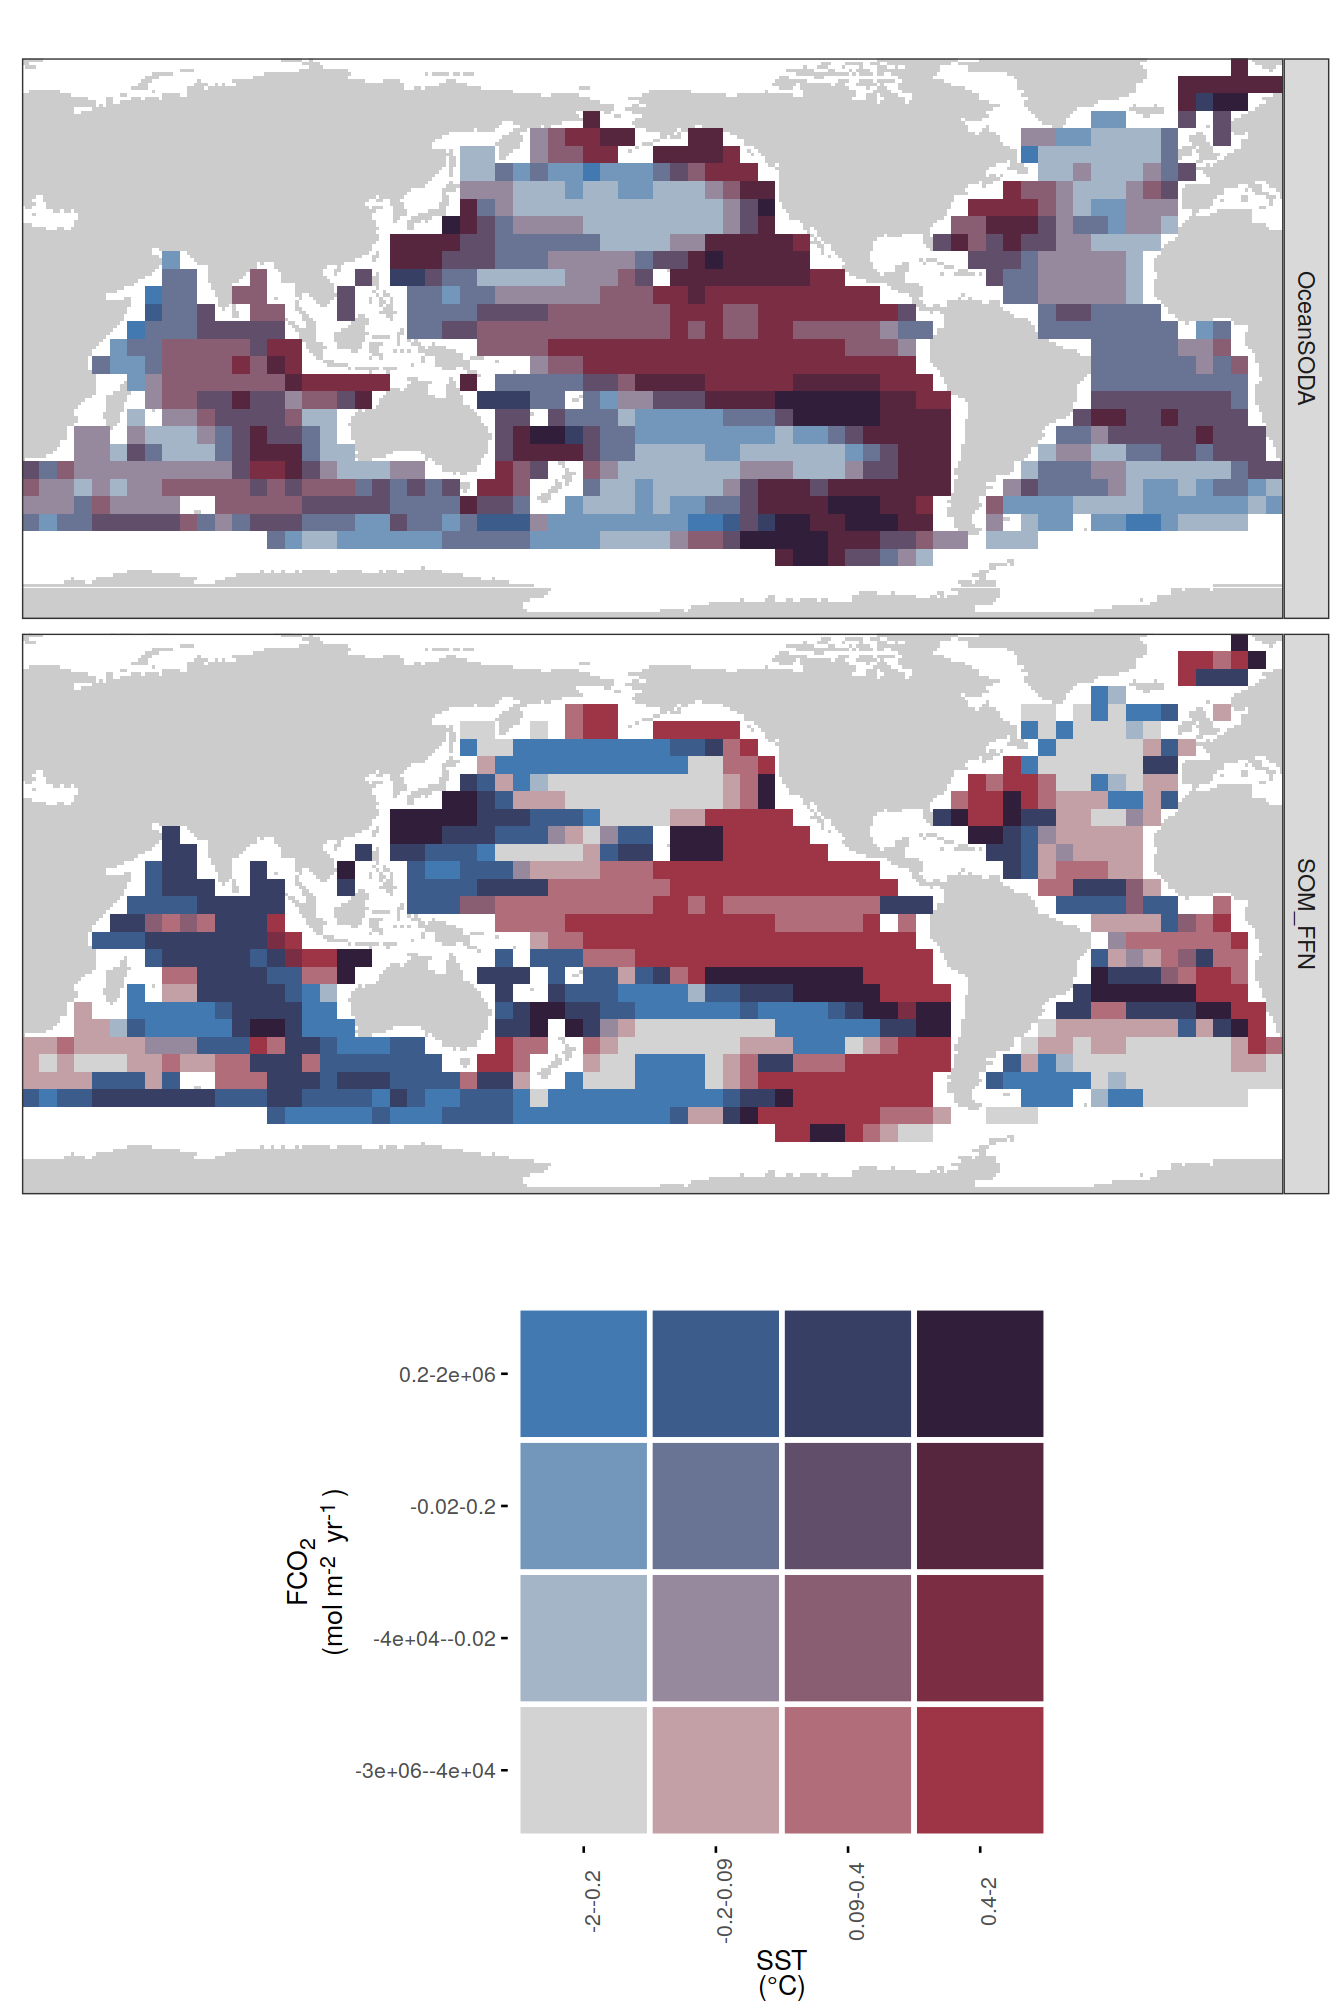 OceanSODA
SOM_FFN
0.2-2e+06
-0.02-0.2
-4e+04--0.02
-3e+06--4e+04
FCO₂
(mol m⁻² yr⁻¹)
-2--0.2
-0.2-0.09
0.09-0.4
0.4-2
SST
(°C)